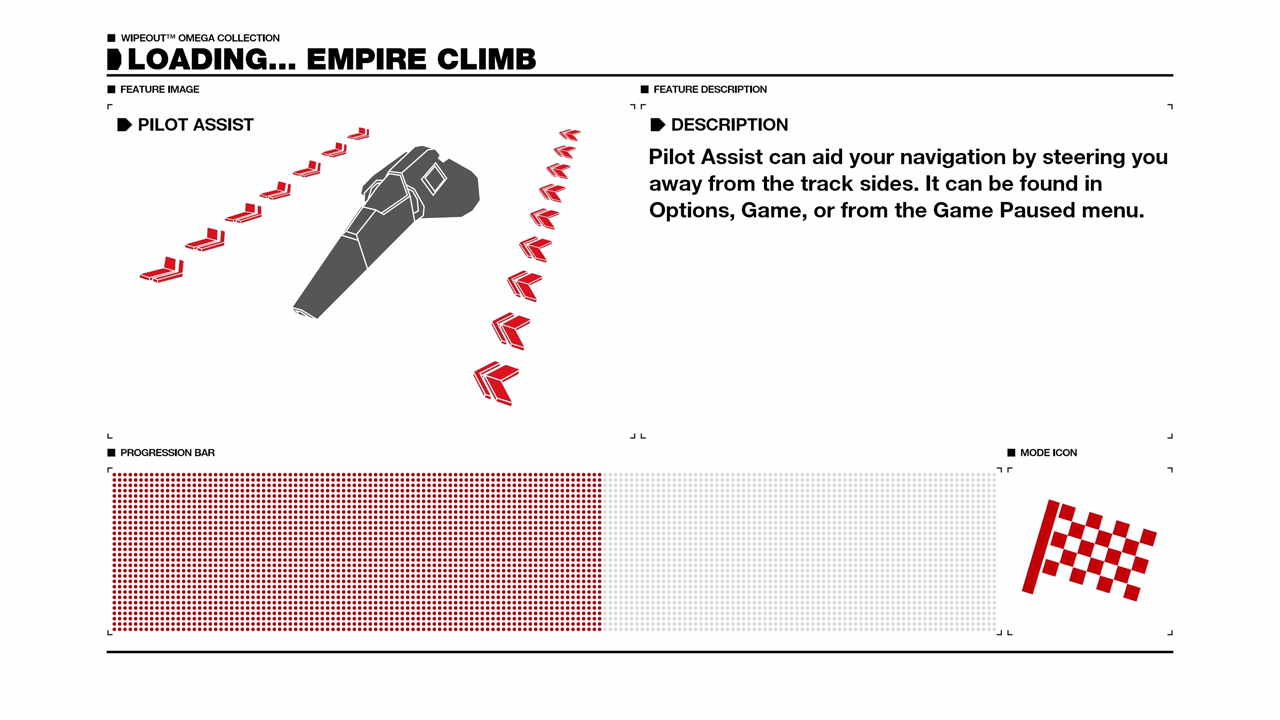 WIPEOUT™ OMEGA COLLECTION
LOADING... EMPIRE CLIMB
FEATURE IMAGE
PILOT ASSIST
FEATURE DESCRIPTION
DESCRIPTION
Pilot Assist can aid your navigation by steering you
away from the track sides. It can be found in
Options, Game, or from the Game Paused menu.
PROGRESSION BAR
MODE ICON